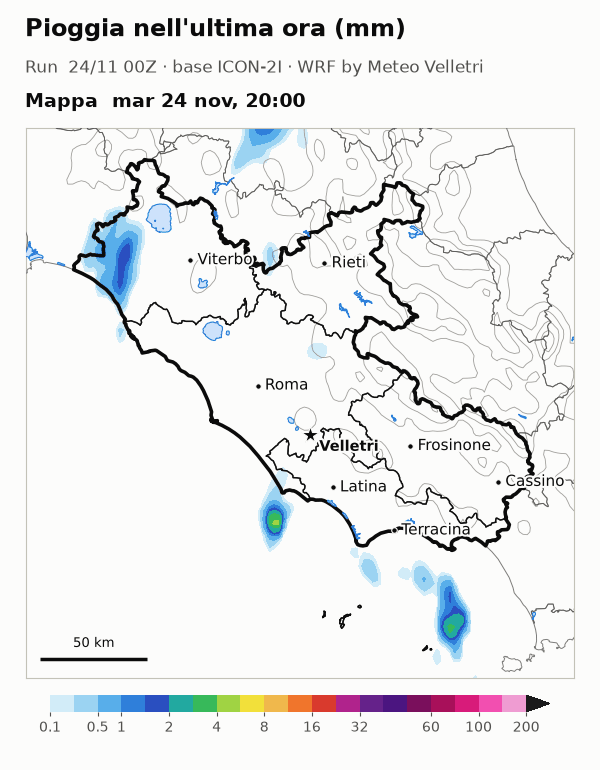 Pioggia nell'ultima ora (mm)
Run  24/11 00Z · base ICON-2I · WRF by Meteo Velletri
Mappa  mar 24 nov, 20:00
Viterbo
Rieti
Roma
Velletri
Frosinone
Latina
Cassino
Terracina
50 km
0.1 0.5 1 2 4 8 16 32 60 100 200